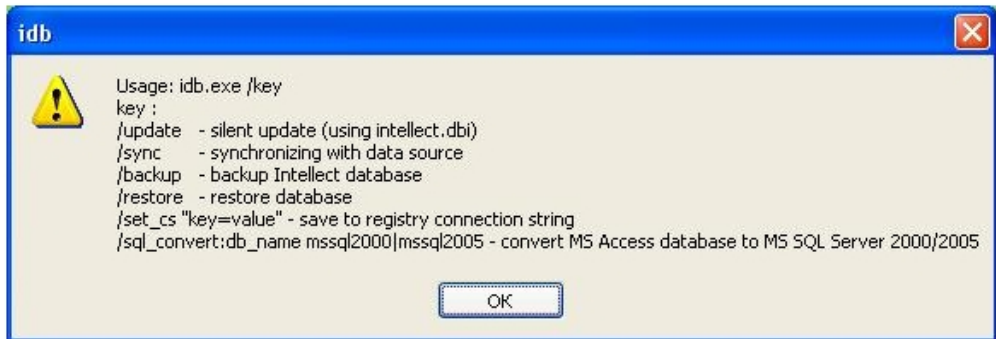 idb
Usage: idb.exe /key
key :
/update - silent update (using intellect.dbi)
/sync - synchronizing with data source
/backup - backup Intellect database
/restore - restore database
/set_cs "key=value" - save to registry connection string
/sql_convert:db_name mssql2000|mssql2005 - convert MS Access database to MS SQL Server 2000/2005
OK